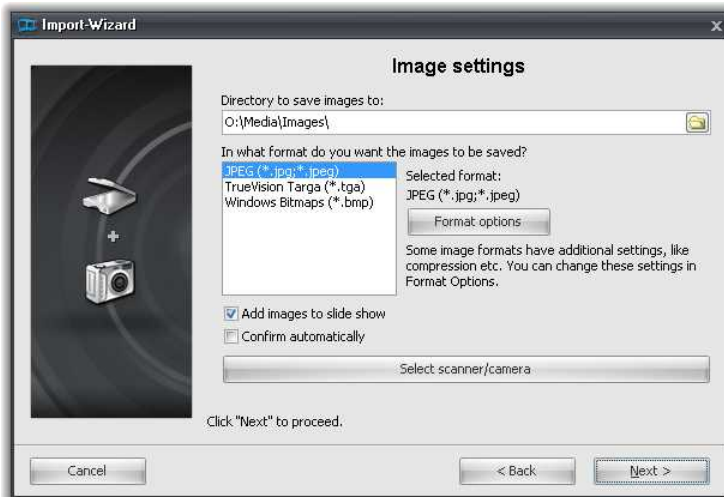 Import-Wizard
x
Image settings
Directory to save images to:
O:\Media\Images\
In what format do you want the images to be saved?
JPEG (*.jpg;*.jpeg)
TrueVision Targa (*.tga)
Windows Bitmaps (*.bmp)
Selected format:
JPEG (*.jpg;*.jpeg)
Format options
Some image formats have additional settings, like
compression etc. You can change these settings in
Format Options.
Add images to slide show
Confirm automatically
Select scanner/camera
Click "Next" to proceed.
Cancel
< Back
Next >